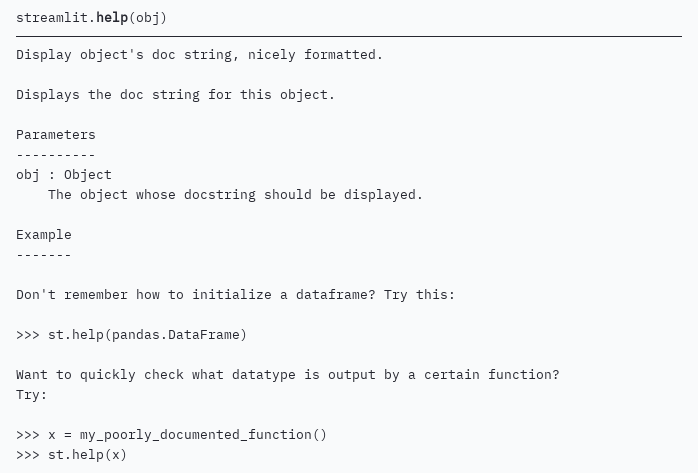 streamlit.help(obj)
Display object's doc string, nicely formatted.
Displays the doc string for this object.
Parameters
----------
obj : Object
    The object whose docstring should be displayed.
Example
-------
Don't remember how to initialize a dataframe? Try this:
>>> st.help(pandas.DataFrame)
Want to quickly check what datatype is output by a certain function?
Try:
>>> x = my_poorly_documented_function()
>>> st.help(x)